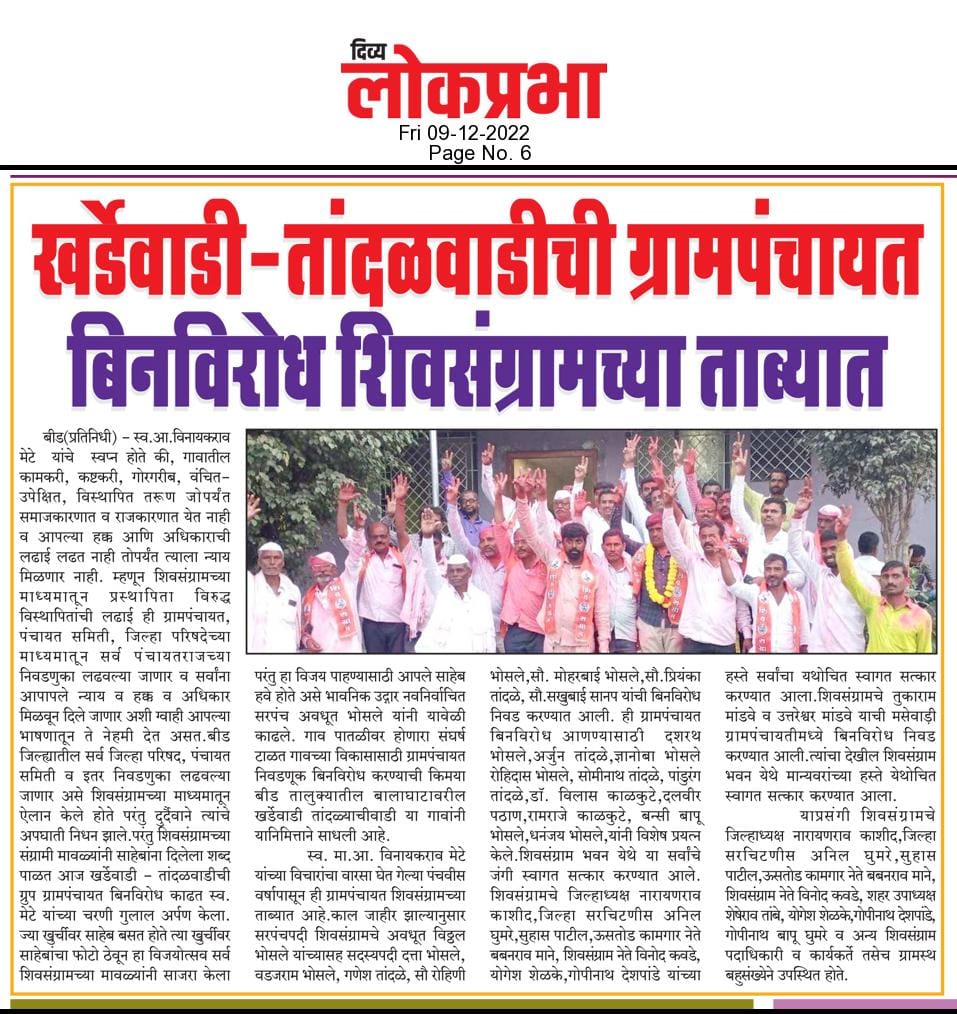 दिव्य
लोकप्रभा
Fri 09-12-2022
Page No. 6
खर्डेवाडी-तांदळवाडीची ग्रामपंचायत
बिनविरोध शिवसंग्रामच्या ताब्यात
बीड(प्रतिनिधी) - स्व.आ.विनायकराव
मेटे यांचे स्वप्न होते की, गावातील
कामकरी, कष्टकरी, गोरगरीब, वंचित-
उपेक्षित, विस्थापित तरूण जोपर्यंत
समाजकारणात व राजकारणात येत नाही
व आपल्या हक्क आणि अधिकाराची
लढाई लढत नाही तोपर्यंत त्याला न्याय
मिळणार नाही. म्हणून शिवसंग्रामच्या
माध्यमातून प्रस्थापिता विरुद्ध
विस्थापितांची लढाई ही ग्रामपंचायत,
पंचायत समिती, जिल्हा परिषदेच्या
माध्यमातून सर्व पंचायतराजच्या
निवडणुका लढवल्या जाणार व सर्वांना
आपापले न्याय व हक्क व अधिकार
मिळवून दिले जाणार अशी ग्वाही आपल्या
भाषणातून ते नेहमी देत असत.बीड
जिल्ह्यातील सर्व जिल्हा परिषद, पंचायत
समिती व इतर निवडणुका लढवल्या
जाणार असे शिवसंग्रामच्या माध्यमातून
ऐलान केले होते परंतु दुर्दैवाने त्यांचे
अपघाती निधन झाले.परंतु शिवसंग्रामच्या
संग्रामी मावळ्यांनी साहेबांना दिलेला शब्द
पाळत आज खर्डेवाडी - तांदळवाडीची
ग्रुप ग्रामपंचायत बिनविरोध काढत स्व.
मेटे यांच्या चरणी गुलाल अर्पण केला.
ज्या खुर्चीवर साहेब बसत होते त्या खुर्चीवर
साहेबांचा फोटो ठेवून हा विजयोत्सव सर्व
शिवसंग्रामच्या मावळ्यांनी साजरा केला
परंतु हा विजय पाहण्यासाठी आपले साहेब
हवे होते असे भावनिक उद्गार नवनिर्वाचित
सरपंच अवधूत भोसले यांनी यावेळी
काढले. गाव पातळीवर होणारा संघर्ष
टाळत गावच्या विकासासाठी ग्रामपंचायत
निवडणूक बिनविरोध करण्याची किमया
बीड तालुक्यातील बालाघाटावरील
खर्डेवाडी तांदळ्याचीवाडी या गावांनी
यानिमित्ताने साधली आहे.
स्व. मा.आ. विनायकराव मेटे
यांच्या विचारांचा वारसा घेत गेल्या पंचवीस
वर्षापासून ही ग्रामपंचायत शिवसंग्रामच्या
ताब्यात आहे.काल जाहीर झाल्यानुसार
सरपंचपदी शिवसंग्रामचे अवधूत विठ्ठल
भोसले यांच्यासह सदस्यपदी दत्ता भोसले,
वडजराम भोसले, गणेश तांदळे, सौ रोहिणी
भोसले,सौ. मोहरबाई भोसले,सौ.प्रियंका
तांदळे, सौ.सखुबाई सानप यांची बिनविरोध
निवड करण्यात आली. ही ग्रामपंचायत
बिनविरोध आणण्यासाठी दशरथ
भोसले,अर्जुन तांदळे,ज्ञानोबा भोसले
रोहिदास भोसले, सोमीनाथ तांदळे, पांडुरंग
तांदळे,डॉ. विलास काळकुटे,दलवीर
पठाण,रामराजे काळकुटे, बन्सी बापू
भोसले,धनंजय भोसले,यांनी विशेष प्रयत्न
केले.शिवसंग्राम भवन येथे या सर्वांचे
जंगी स्वागत सत्कार करण्यात आले.
शिवसंग्रामचे जिल्हाध्यक्ष नारायणराव
काशीद,जिल्हा सरचिटणीस अनिल
घुमरे,सुहास पाटील,ऊसतोड कामगार नेते
बबनराव माने, शिवसंग्राम नेते विनोद कवडे,
योगेश शेळके,गोपीनाथ देशपांडे यांच्या
हस्ते सर्वांचा यथोचित स्वागत सत्कार
करण्यात आला.शिवसंग्रामचे तुकाराम
मांडवे व उत्तरेश्वर मांडवे याची मसेवाडी
ग्रामपंचायतीमध्ये बिनविरोध निवड
करण्यात आली.त्यांचा देखील शिवसंग्राम
भवन येथे मान्यवरांच्या हस्ते यथोचित
स्वागत सत्कार करण्यात आला.
याप्रसंगी शिवसंग्रामचे
जिल्हाध्यक्ष नारायणराव काशीद,जिल्हा
सरचिटणीस अनिल घुमरे,सुहास
पाटील,ऊसतोड कामगार नेते बबनराव माने,
शिवसंग्राम नेते विनोद कवडे, शहर उपाध्यक्ष
शेषेराव तांबे, योगेश शेळके,गोपीनाथ देशपांडे,
गोपीनाथ बापू घुमरे व अन्य शिवसंग्राम
पदाधिकारी व कार्यकर्ते तसेच ग्रामस्थ
बहुसंख्येने उपस्थित होते.